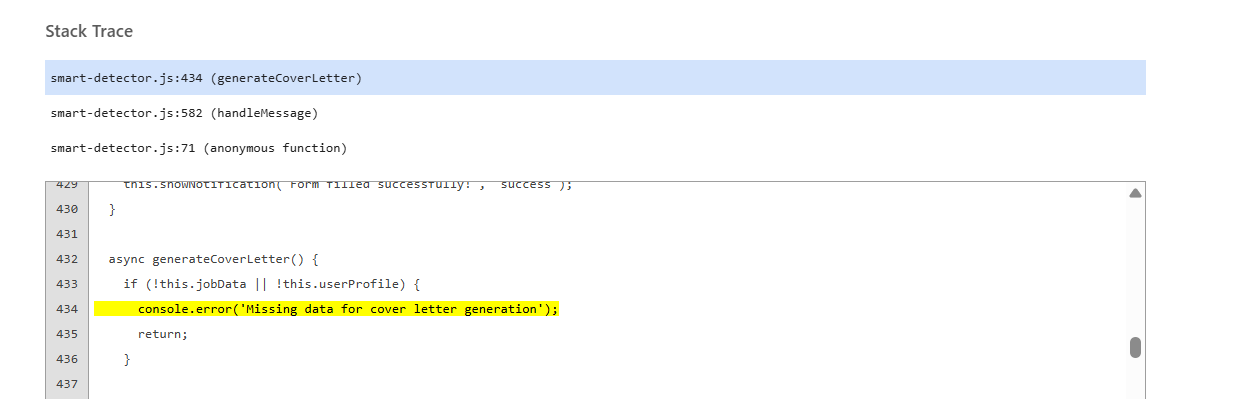 Stack Trace
smart-detector.js:434 (generateCoverLetter)
smart-detector.js:582 (handleMessage)
smart-detector.js:71 (anonymous function)
429 this.showNotification('Form filled successfully!', 'success');
430 }
431
432 async generateCoverLetter() {
433 if (!this.jobData || !this.userProfile) {
434 console.error('Missing data for cover letter generation');
435 return;
436 }
437